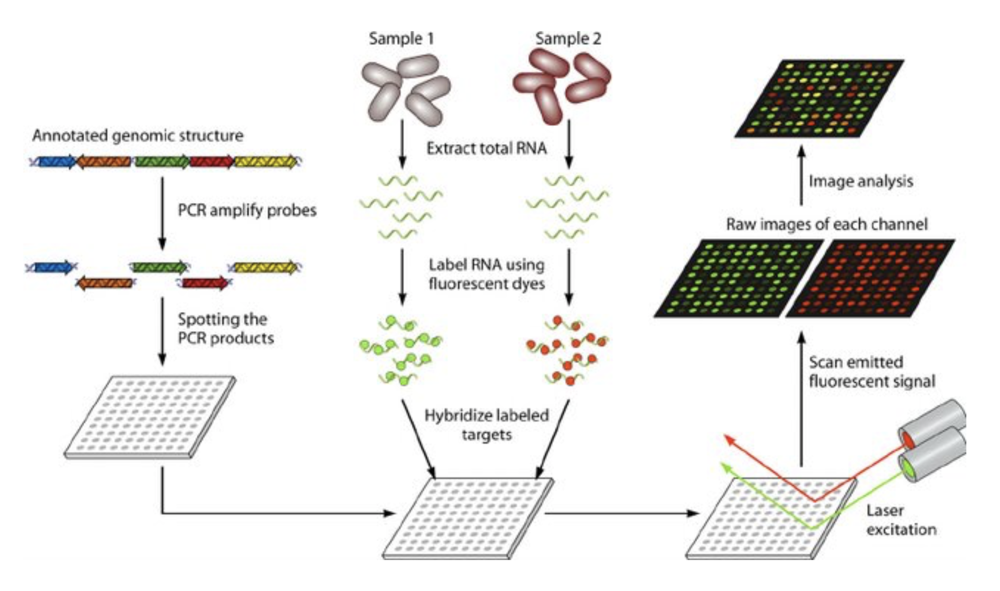 Annotated genomic structure
PCR amplify probes
Spotting the
PCR products
Sample 1
Sample 2
Extract total RNA
Label RNA using
fluorescent dyes
Hybridize labeled
targets
Laser
excitation
Scan emitted
fluorescent signal
Raw images of each channel
Image analysis